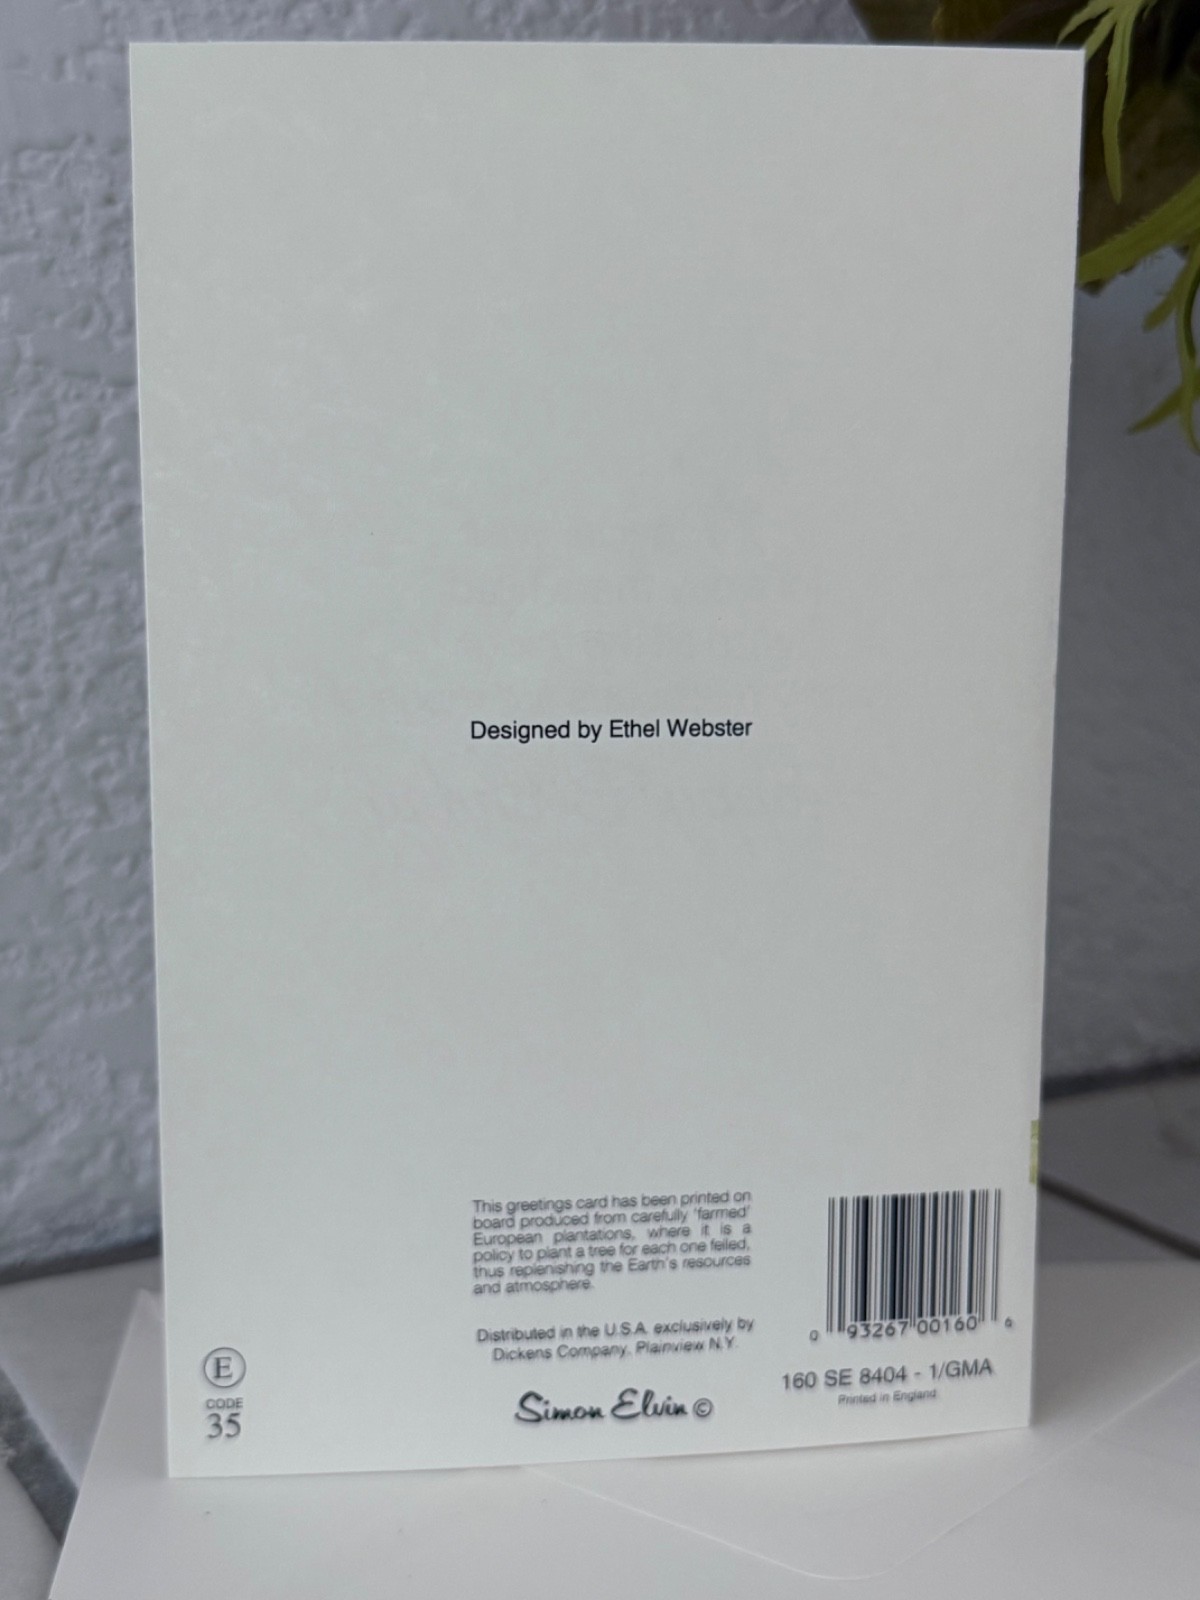 Designed by Ethel Webster
This greetings card has been printed on
board produced from carefully 'farmed'
European plantations, where it is a
policy to plant a tree for each one felled,
thus replenishing the Earth's resources
and atmosphere.
Distributed in the U.S.A. exclusively by
Dickens Company, Plainview N.Y.
Simon Elvin ©
E
CODE
35
0 93267 00160 6
160 SE 8404 - 1/GMA
Printed in England